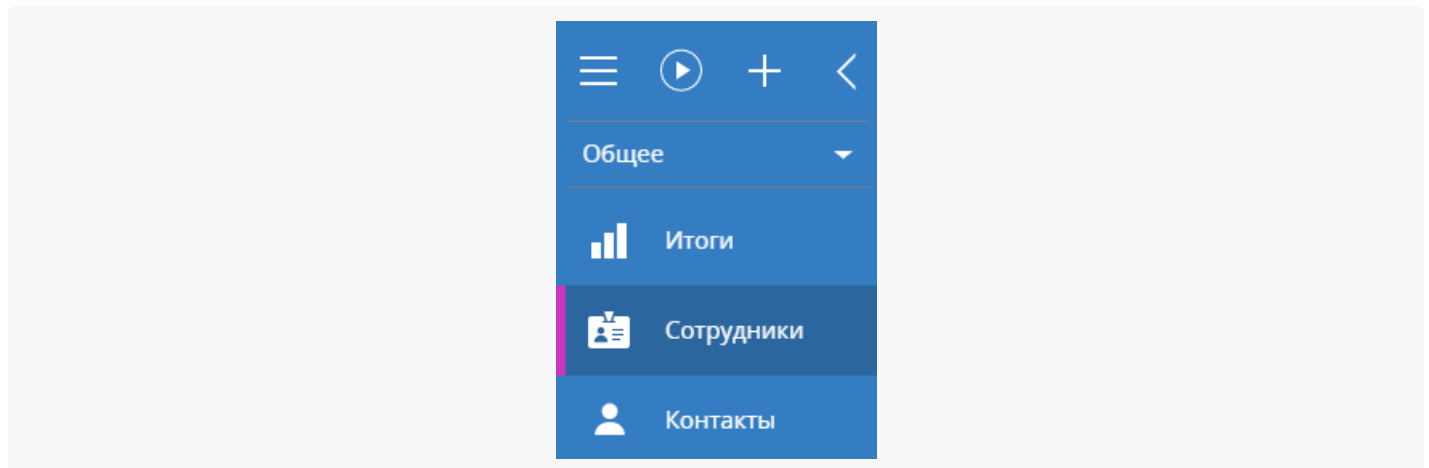 Общее
Итоги
Сотрудники
Контакты